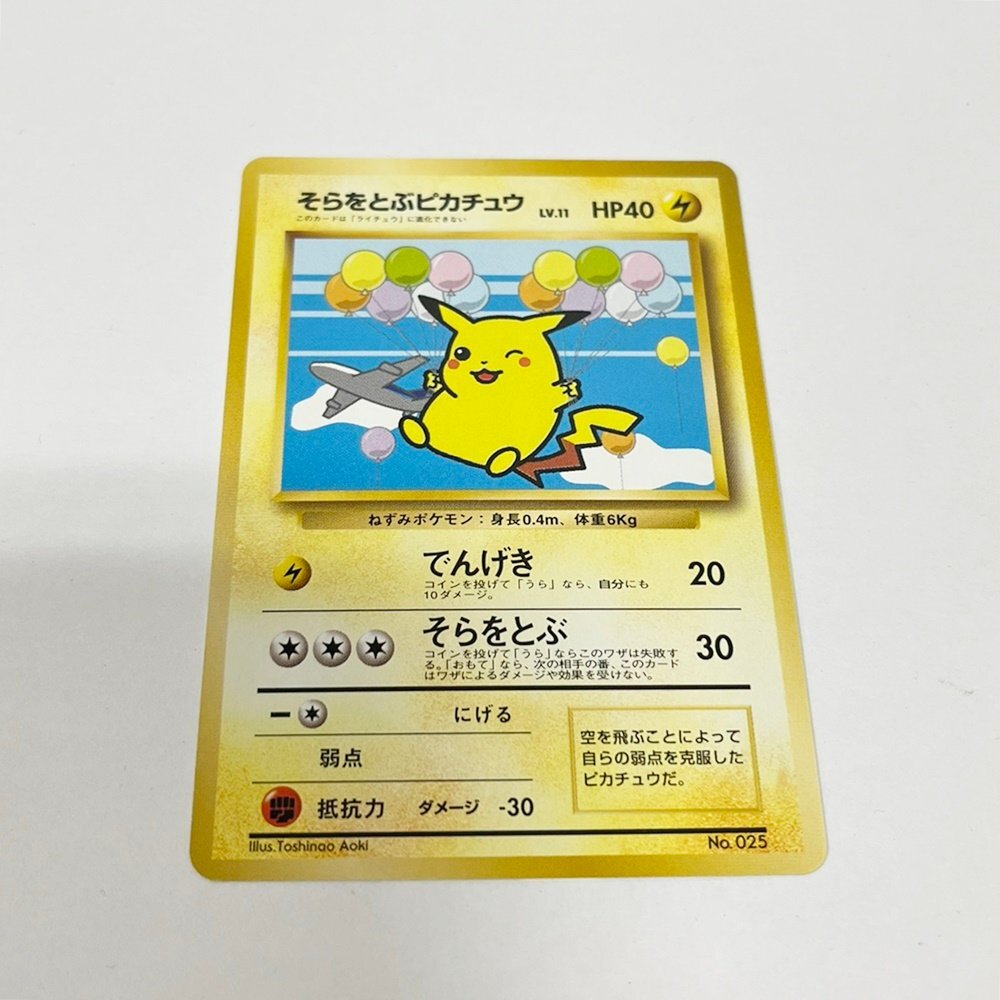 そらをとぶピカチュウ LV.11 HP40
このカードは「ライチュウ」に進化できない
ねずみポケモン：身長0.4m、体重6Kg
でんげき 20
コインを投げて「うら」なら、自分にも
10ダメージ。
そらをとぶ 30
コインを投げて「うら」ならこのワザは失敗す
る。「おもて」なら、次の相手の番、このカード
はワザによるダメージや効果を受けない。
にげる
弱点
抵抗力 ダメージ -30
空を飛ぶことによって
自らの弱点を克服した
ピカチュウだ。
Illus.Toshinao Aoki
No. 025